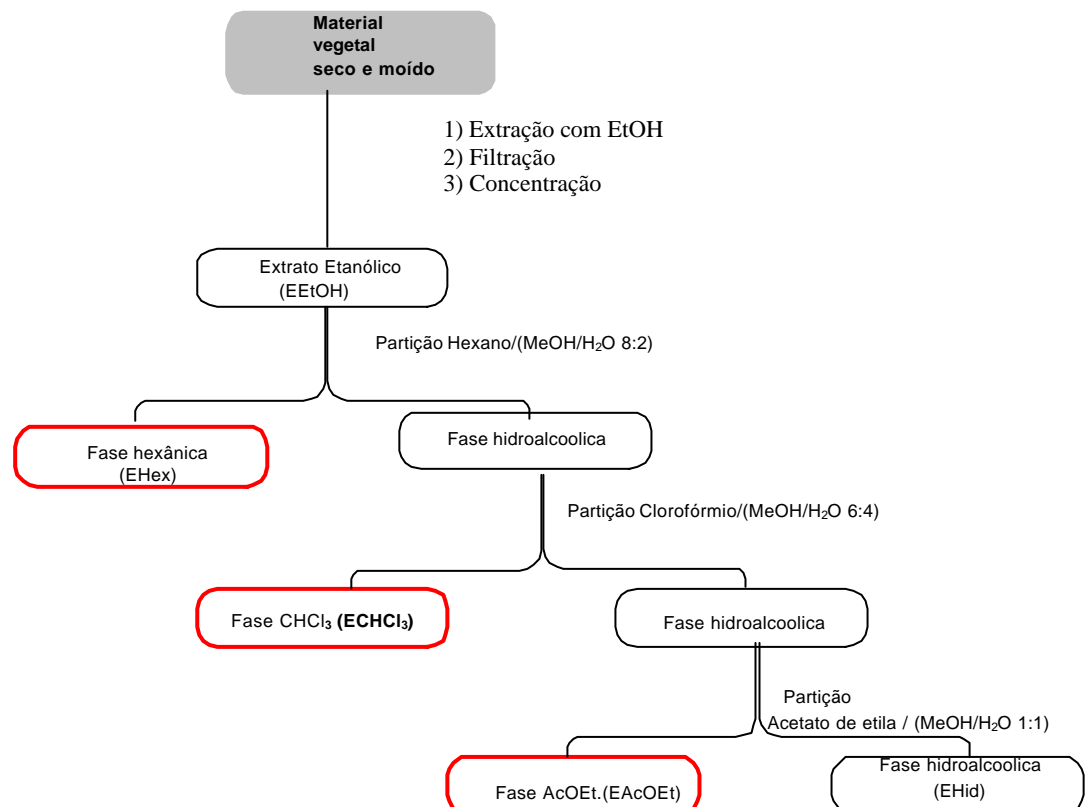 Material
vegetal
seco e moído
1) Extração com EtOH
2) Filtração
3) Concentração
Extrato Etanólico
(EEtOH)
Partição Hexano/(MeOH/H₂O 8:2)
Fase hexânica
(EHex)
Fase hidroalcoolica
Partição Clorofórmio/(MeOH/H₂O 6:4)
Fase CHCl₃ (ECHCl₃)
Fase hidroalcoolica
Partição
Acetato de etila / (MeOH/H₂O 1:1)
Fase AcOEt.(EAcOEt)
Fase hidroalcoolica
(EHid)